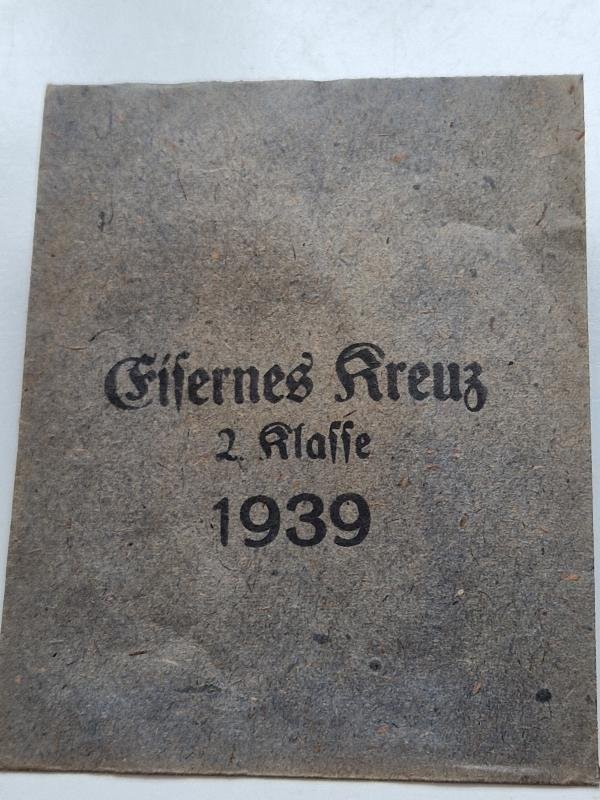 Eisernes Kreuz
2. Klasse
1939